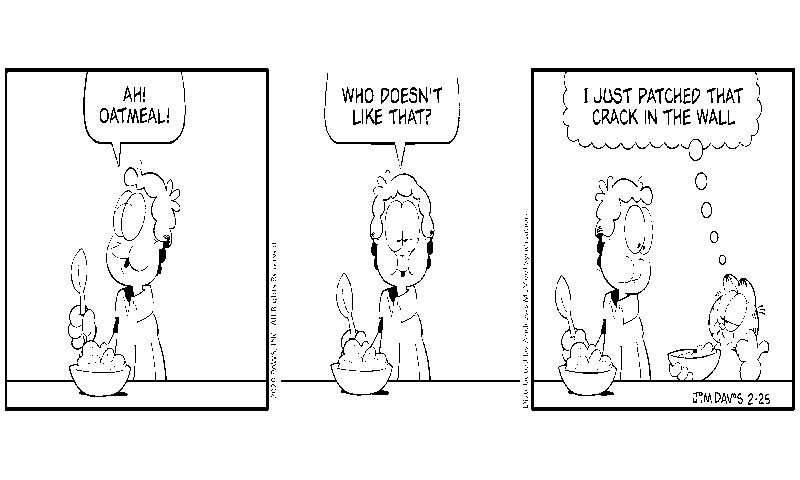 AH!
OATMEAL!
WHO DOESN'T
LIKE THAT?
I JUST PATCHED THAT
CRACK IN THE WALL
JIM DAVIS 2-25